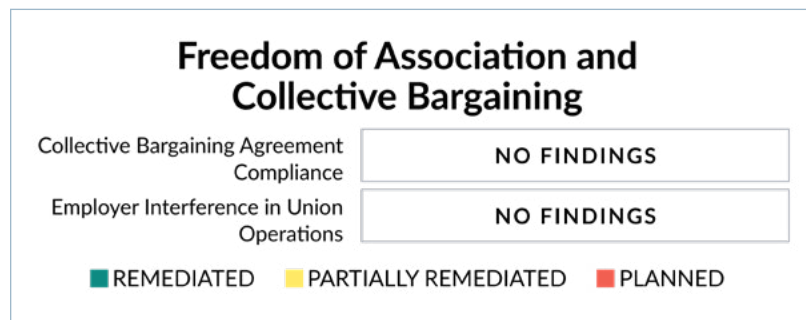 Freedom of Association and
Collective Bargaining
Collective Bargaining Agreement
Compliance
NO FINDINGS
Employer Interference in Union
Operations
NO FINDINGS
REMEDIATED PARTIALLY REMEDIATED PLANNED